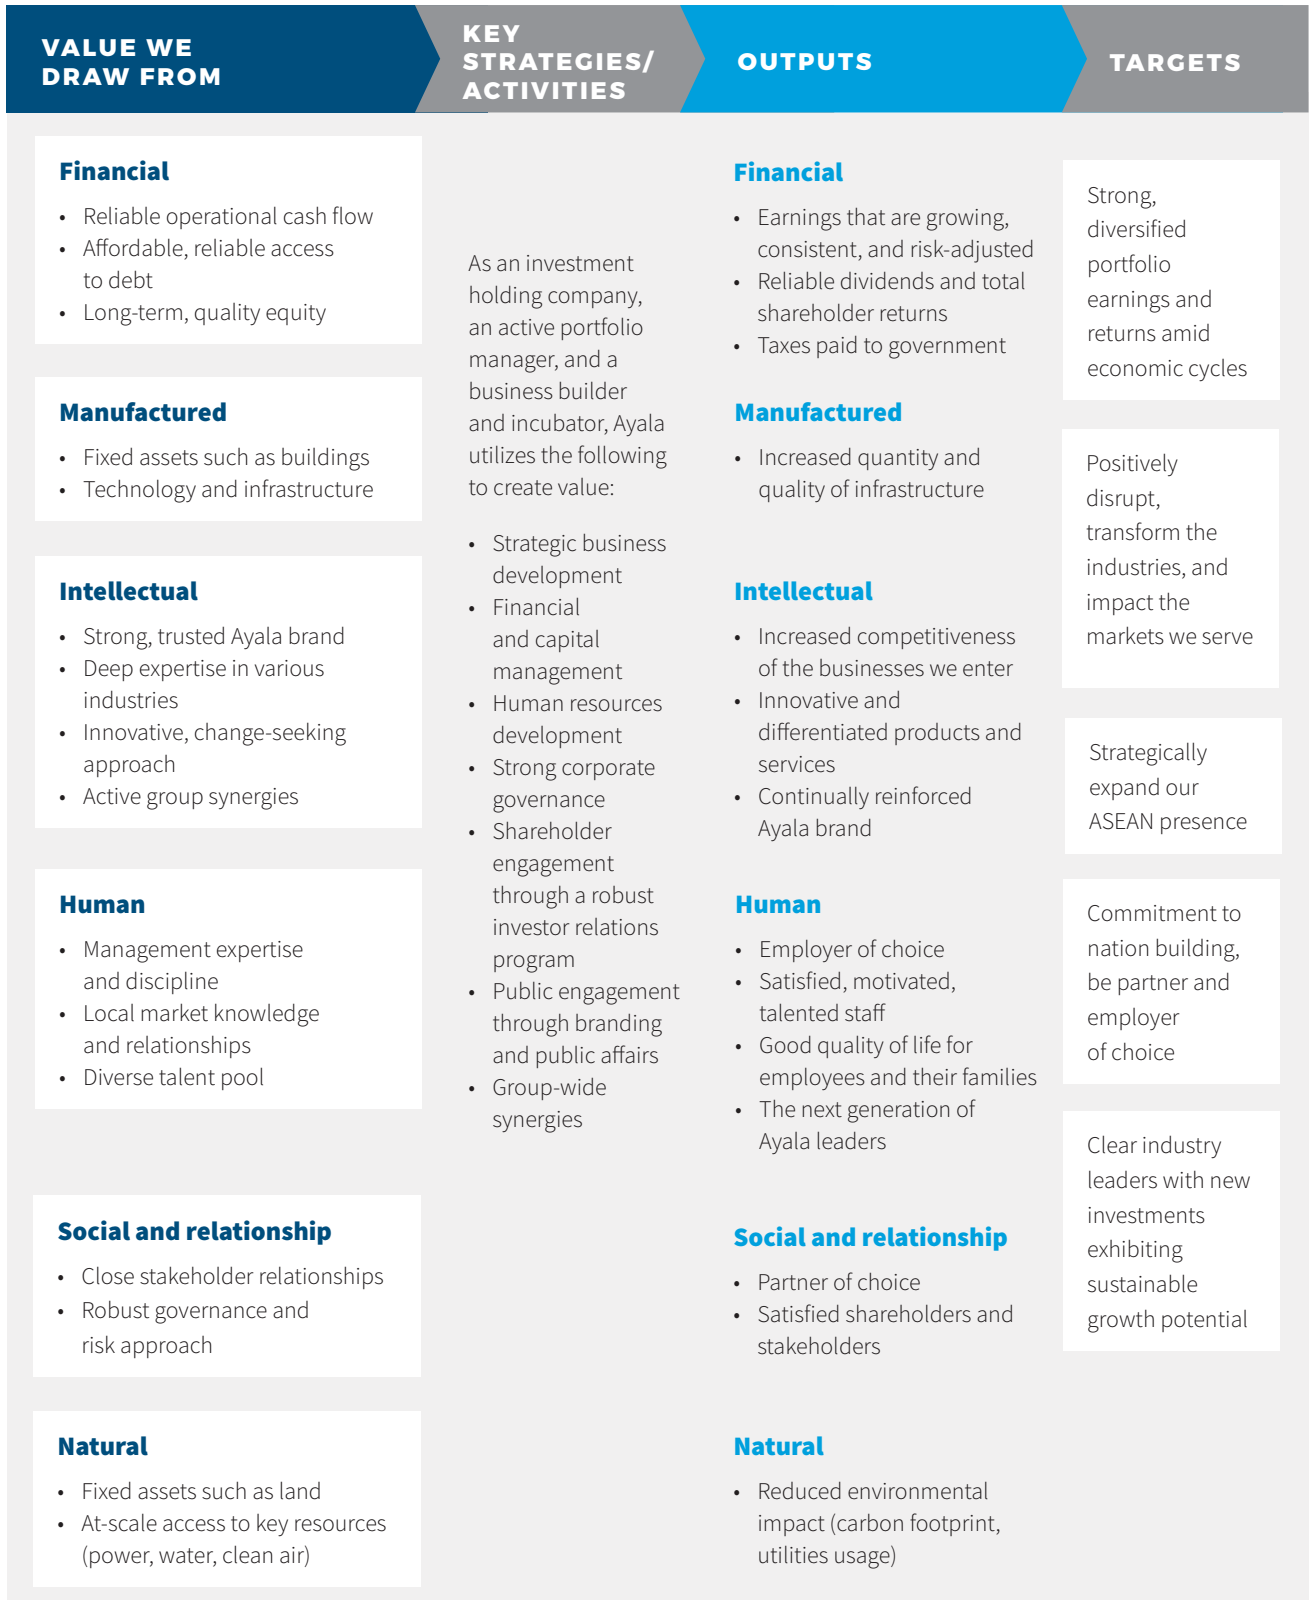 VALUE WE
DRAW FROM
KEY
STRATEGIES/
ACTIVITIES
OUTPUTS
TARGETS
Financial
• Reliable operational cash flow
• Affordable, reliable access
to debt
• Long-term, quality equity
Manufactured
• Fixed assets such as buildings
• Technology and infrastructure
Intellectual
• Strong, trusted Ayala brand
• Deep expertise in various
industries
• Innovative, change-seeking
approach
• Active group synergies
Human
• Management expertise
and discipline
• Local market knowledge
and relationships
• Diverse talent pool
Social and relationship
• Close stakeholder relationships
• Robust governance and
risk approach
Natural
• Fixed assets such as land
• At-scale access to key resources
(power, water, clean air)
As an investment
holding company,
an active portfolio
manager, and a
business builder
and incubator, Ayala
utilizes the following
to create value:
• Strategic business
development
• Financial
and capital
management
• Human resources
development
• Strong corporate
governance
• Shareholder
engagement
through a robust
investor relations
program
• Public engagement
through branding
and public affairs
• Group-wide
synergies
Financial
• Earnings that are growing,
consistent, and risk-adjusted
• Reliable dividends and total
shareholder returns
• Taxes paid to government
Manufactured
• Increased quantity and
quality of infrastructure
Intellectual
• Increased competitiveness
of the businesses we enter
• Innovative and
differentiated products and
services
• Continually reinforced
Ayala brand
Human
• Employer of choice
• Satisfied, motivated,
talented staff
• Good quality of life for
employees and their families
• The next generation of
Ayala leaders
Social and relationship
• Partner of choice
• Satisfied shareholders and
stakeholders
Natural
• Reduced environmental
impact (carbon footprint,
utilities usage)
Strong,
diversified
portfolio
earnings and
returns amid
economic cycles
Positively
disrupt,
transform the
industries, and
impact the
markets we serve
Strategically
expand our
ASEAN presence
Commitment to
nation building,
be partner and
employer
of choice
Clear industry
leaders with new
investments
exhibiting
sustainable
growth potential